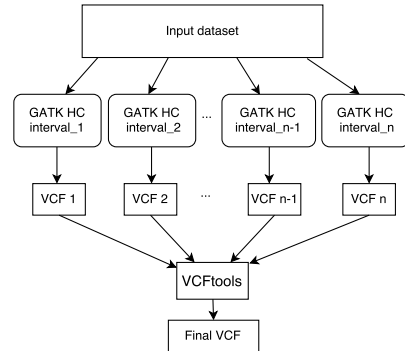 Input dataset
GATK HC
interval_1
GATK HC
interval_2
...
GATK HC
interval_n-1
GATK HC
interval_n
VCF 1
VCF 2
...
VCF n-1
VCF n
VCFtools
Final VCF